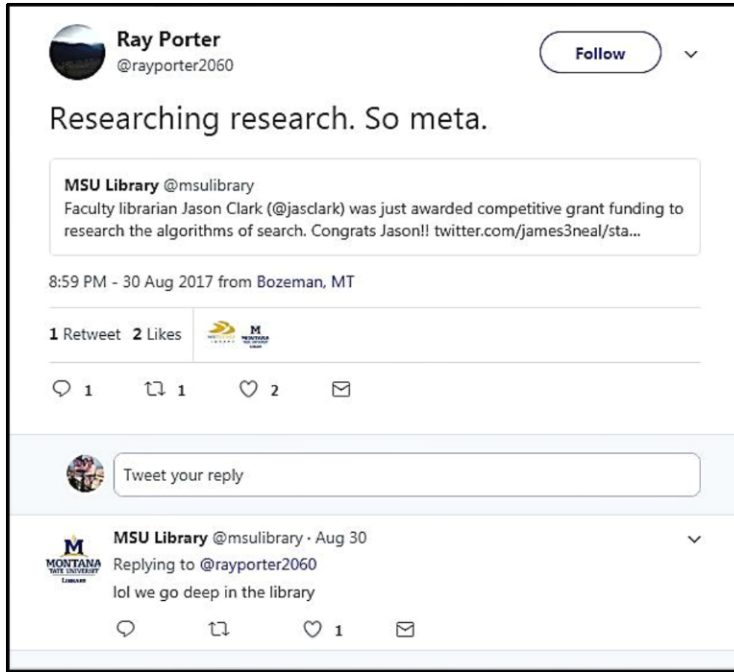 Ray Porter
@rayporter2060
Follow
Researching research. So meta.
MSU Library @msulibrary
Faculty librarian Jason Clark (@jasclark) was just awarded competitive grant funding to
research the algorithms of search. Congrats Jason!! twitter.com/james3neal/sta...
8:59 PM - 30 Aug 2017 from Bozeman, MT
1 Retweet 2 Likes
M
MONTANA
1 1 2
Tweet your reply
MSU Library @msulibrary · Aug 30
M
MONTANA
Replying to @rayporter2060
LIBRARY
lol we go deep in the library
1